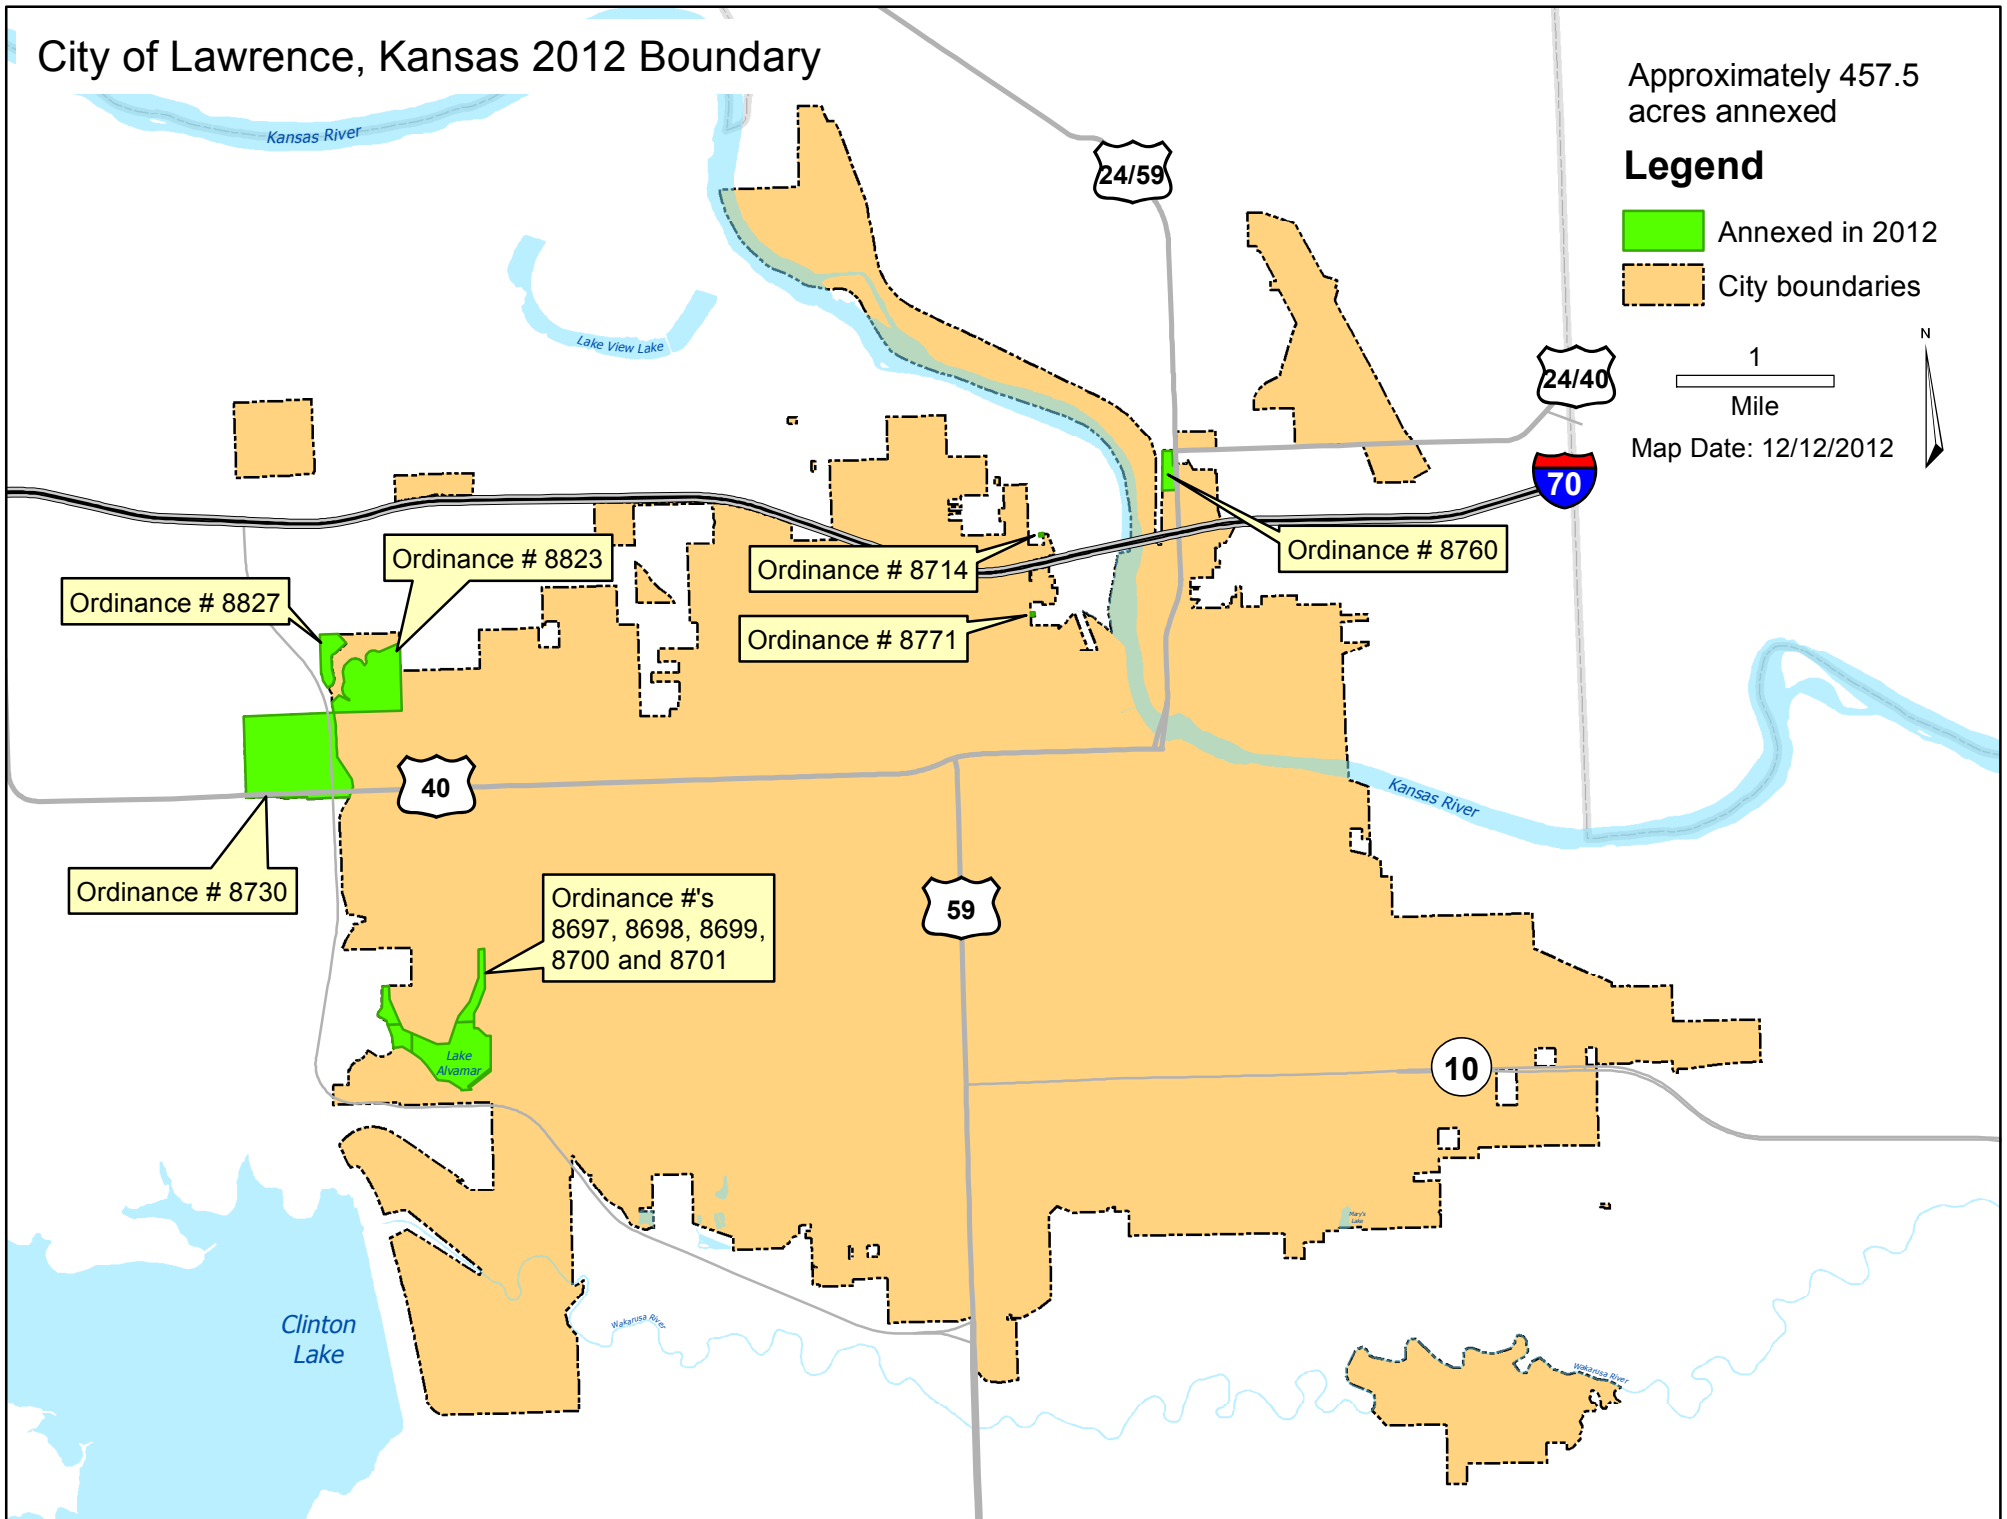 City of Lawrence, Kansas 2012 Boundary
Approximately 457.5
acres annexed
Legend
Annexed in 2012
City boundaries
N
1
Mile
Map Date: 12/12/2012
Kansas River
24/59
Lake View Lake
24/40
70
Ordinance # 8823
Ordinance # 8714
Ordinance # 8760
Ordinance # 8827
Ordinance # 8771
40
Kansas River
Ordinance # 8730
Ordinance #'s
8697, 8698, 8699,
8700 and 8701
59
Lake
Alvamar
10
Mary's
Lake
Clinton
Lake
Wakarusa River
Wakarusa River